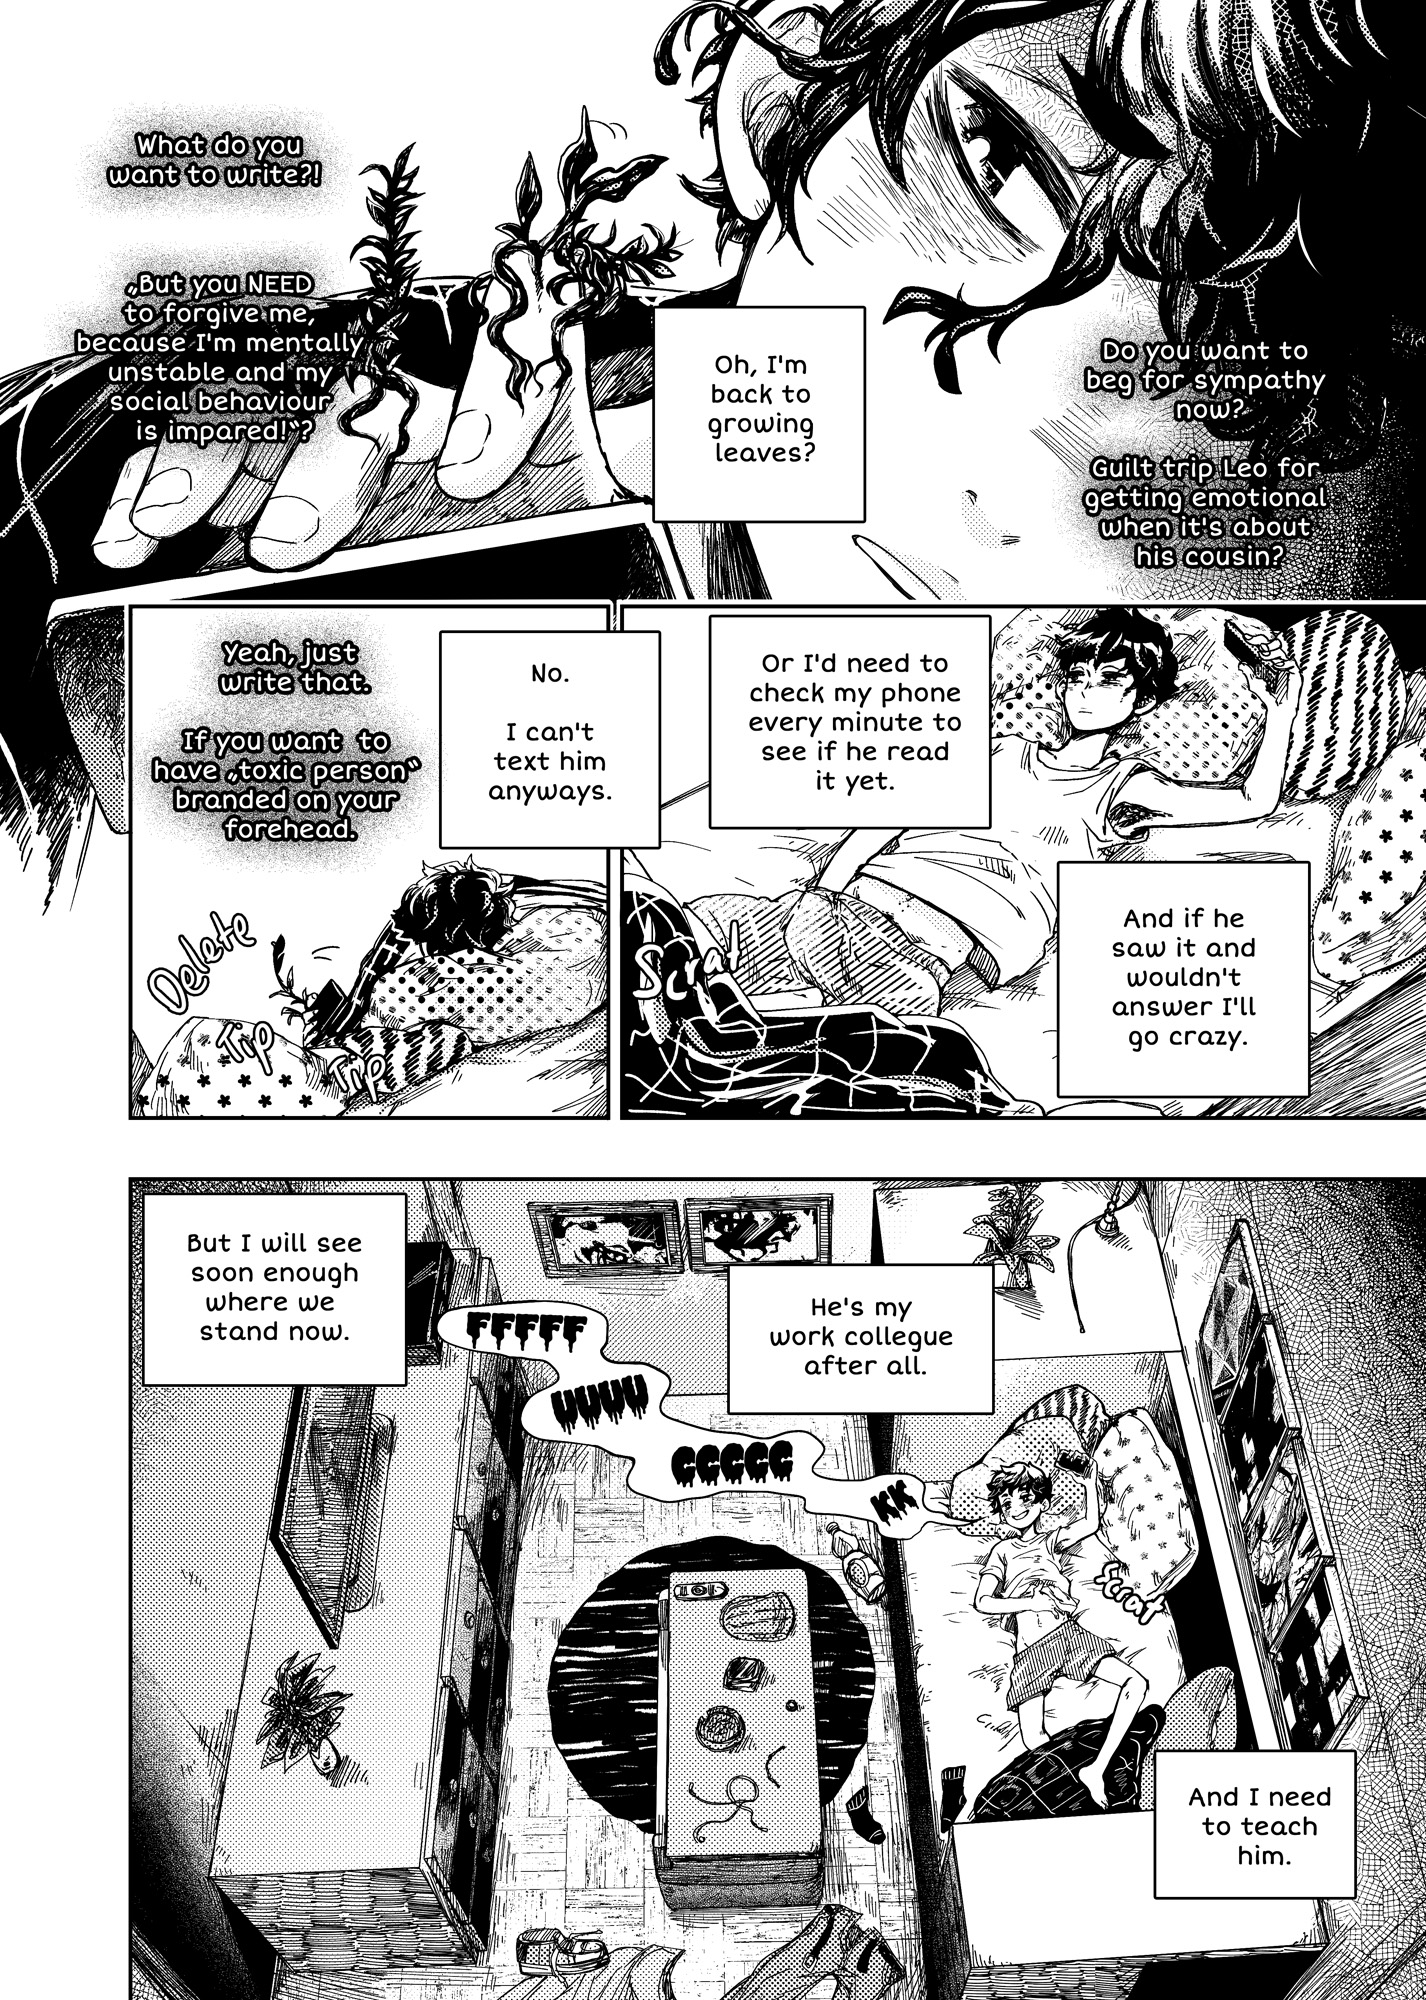 What do you
want to write?!
„But you NEED
to forgive me,
because I'm mentally
unstable and my
social behaviour
is impared!“?
Oh, I'm
back to
growing
leaves?
Do you want to
beg for sympathy
now?
Guilt trip Leo for
getting emotional
when it's about
his cousin?
Yeah, just
write that.
If you want to
have „toxic person“
branded on your
forehead.
No.
I can't
text him
anyways.
Delete
Tip
Tip
Or I'd need to
check my phone
every minute to
see if he read
it yet.
And if he
saw it and
wouldn't
answer I'll
go crazy.
Scrat
But I will see
soon enough
where we
stand now.
He's my
work collegue
after all.
FFFFF
UUUU
CCCCC
KK
Scrat
And I need
to teach
him.